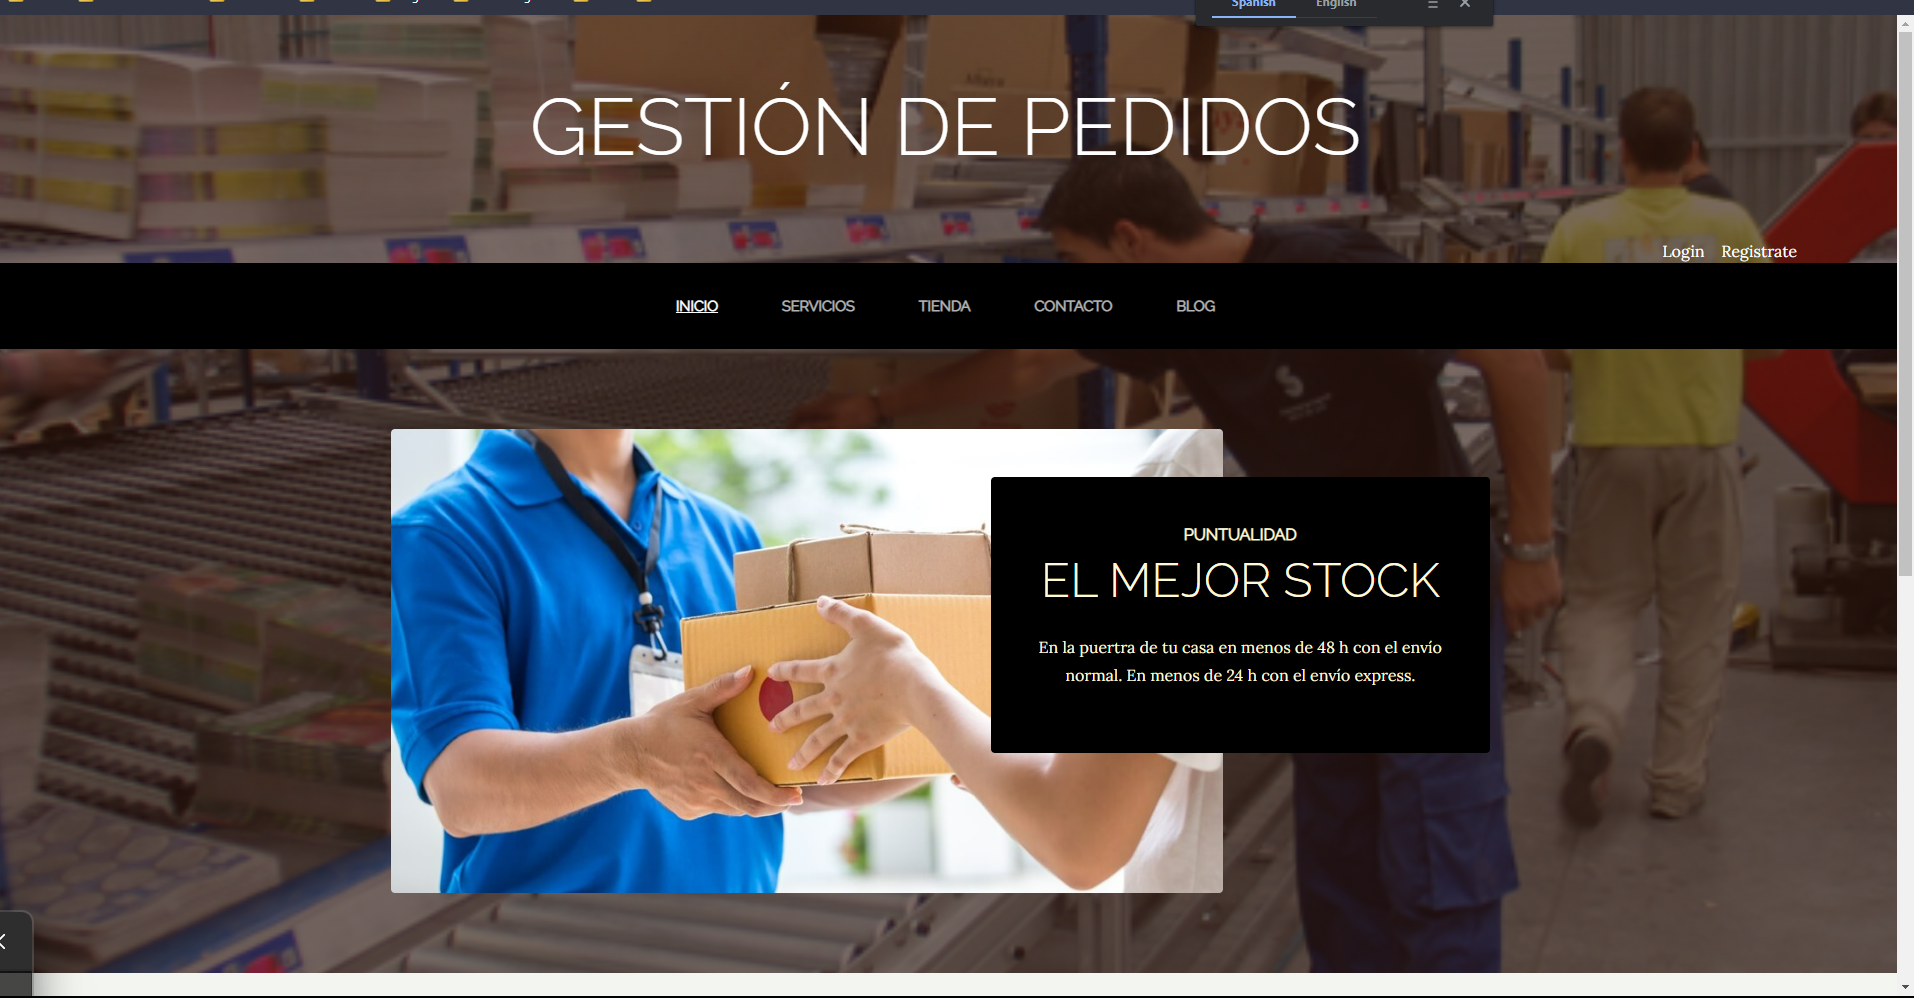 Spanish English
GESTIÓN DE PEDIDOS
Login Registrate
INICIO SERVICIOS TIENDA CONTACTO BLOG
PUNTUALIDAD
EL MEJOR STOCK
En la puertra de tu casa en menos de 48 h con el envío
normal. En menos de 24 h con el envío express.